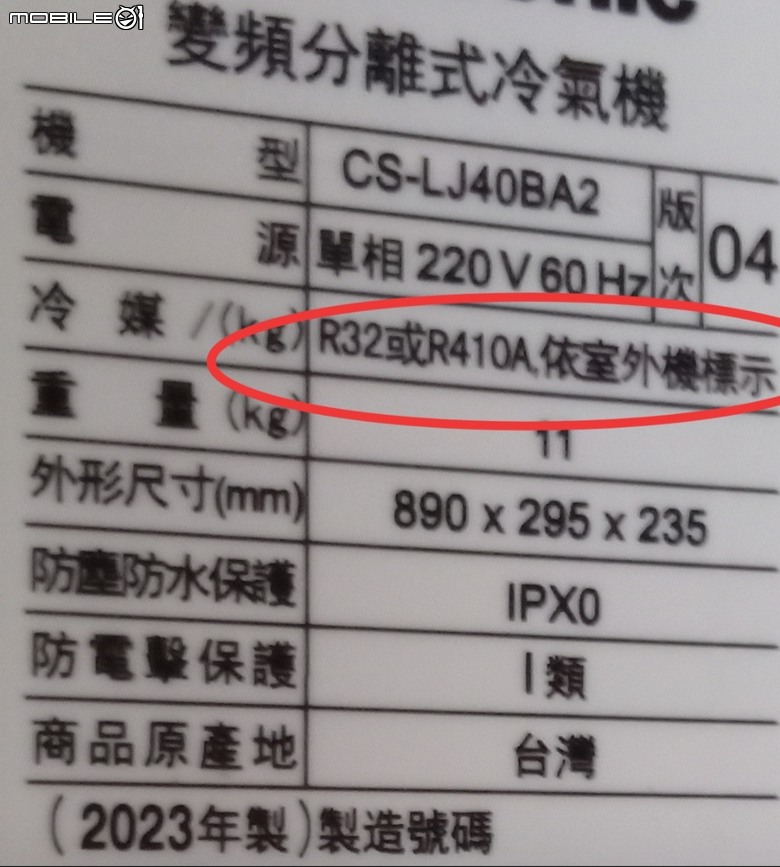 MOBILE01
變頻分離式冷氣機
機型 CS-LJ40BA2 版次 04
電源 單相 220 V 60 Hz
冷媒/(kg) R32或R410A,依室外機標示
重量(kg) 11
外形尺寸(mm) 890 x 295 x 235
防塵防水保護 IPX0
防電擊保護 I 類
商品原產地 台灣
(2023年製)製造號碼